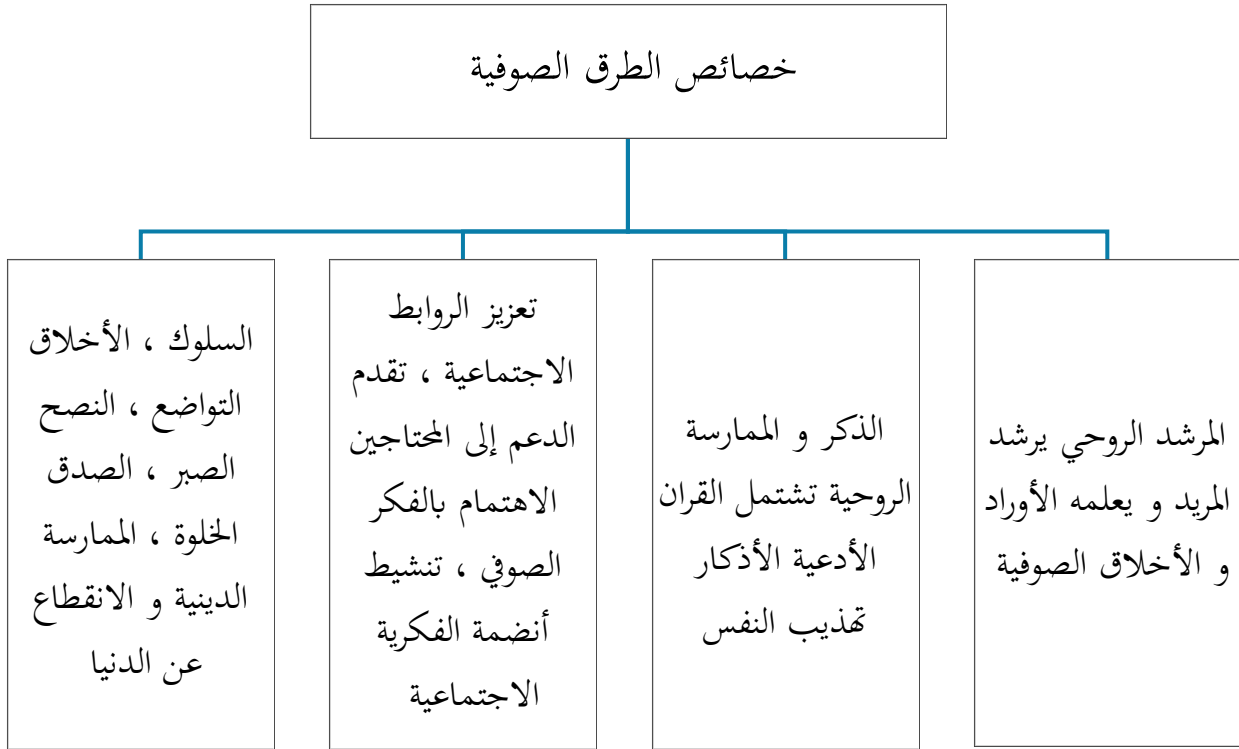 خصائص الطرق الصوفية
المرشد الروحي يرشد
المريد و يعلمه الأوراد
و الأخلاق الصوفية
الذكر و الممارسة
الروحية تشتمل القران
الأدعية الأذكار
تهذيب النفس
تعزيز الروابط
الاجتماعية ، تقدم
الدعم إلى المحتاجين
الاهتمام بالفكر
الصوفي ، تنشيط
أنضمة الفكرية
الاجتماعية
السلوك ، الأخلاق
التواضع ، النصح
الصبر ، الصدق
الخلوة ، الممارسة
الدينية و الانقطاع
عن الدنيا